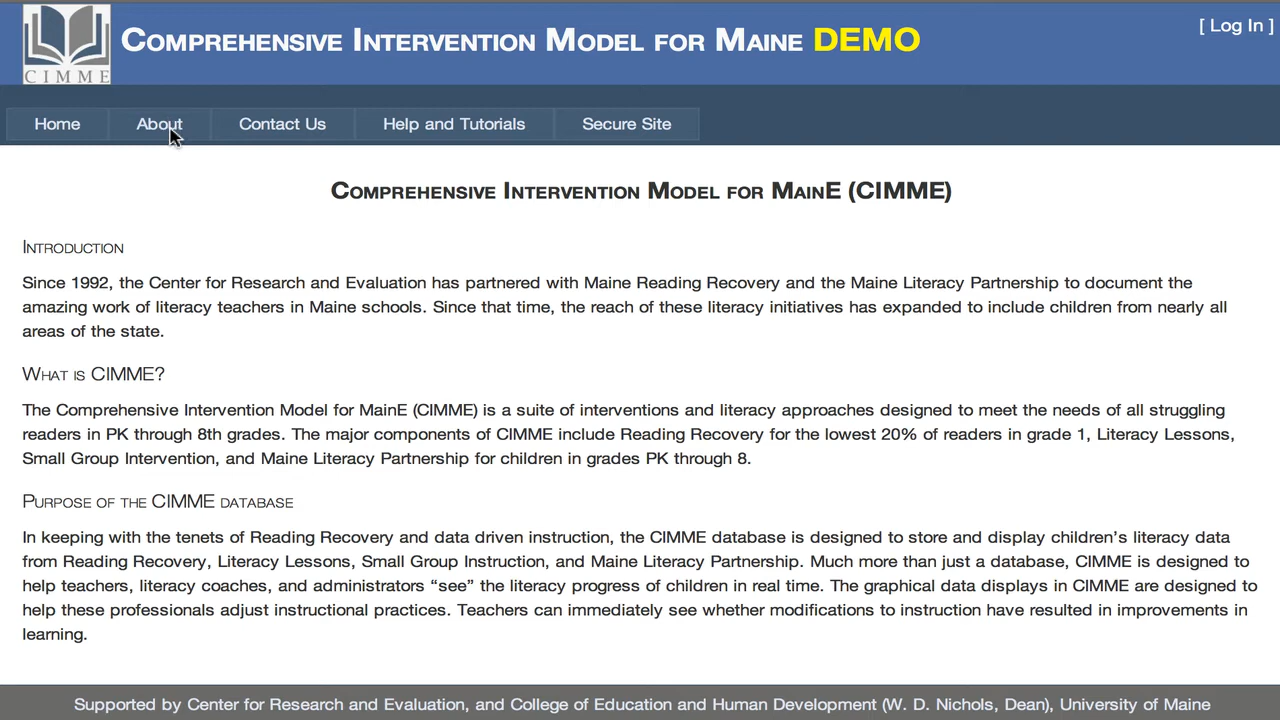 CIMME
Comprehensive Intervention Model for Maine DEMO
[ Log In ]
Home
About
Contact Us
Help and Tutorials
Secure Site
Comprehensive Intervention Model for MainE (CIMME)
Introduction
Since 1992, the Center for Research and Evaluation has partnered with Maine Reading Recovery and the Maine Literacy Partnership to document the
amazing work of literacy teachers in Maine schools. Since that time, the reach of these literacy initiatives has expanded to include children from nearly all
areas of the state.
What is CIMME?
The Comprehensive Intervention Model for MainE (CIMME) is a suite of interventions and literacy approaches designed to meet the needs of all struggling
readers in PK through 8th grades. The major components of CIMME include Reading Recovery for the lowest 20% of readers in grade 1, Literacy Lessons,
Small Group Intervention, and Maine Literacy Partnership for children in grades PK through 8.
Purpose of the CIMME database
In keeping with the tenets of Reading Recovery and data driven instruction, the CIMME database is designed to store and display children’s literacy data
from Reading Recovery, Literacy Lessons, Small Group Instruction, and Maine Literacy Partnership. Much more than just a database, CIMME is designed to
help teachers, literacy coaches, and administrators “see” the literacy progress of children in real time. The graphical data displays in CIMME are designed to
help these professionals adjust instructional practices. Teachers can immediately see whether modifications to instruction have resulted in improvements in
learning.
Supported by Center for Research and Evaluation, and College of Education and Human Development (W. D. Nichols, Dean), University of Maine